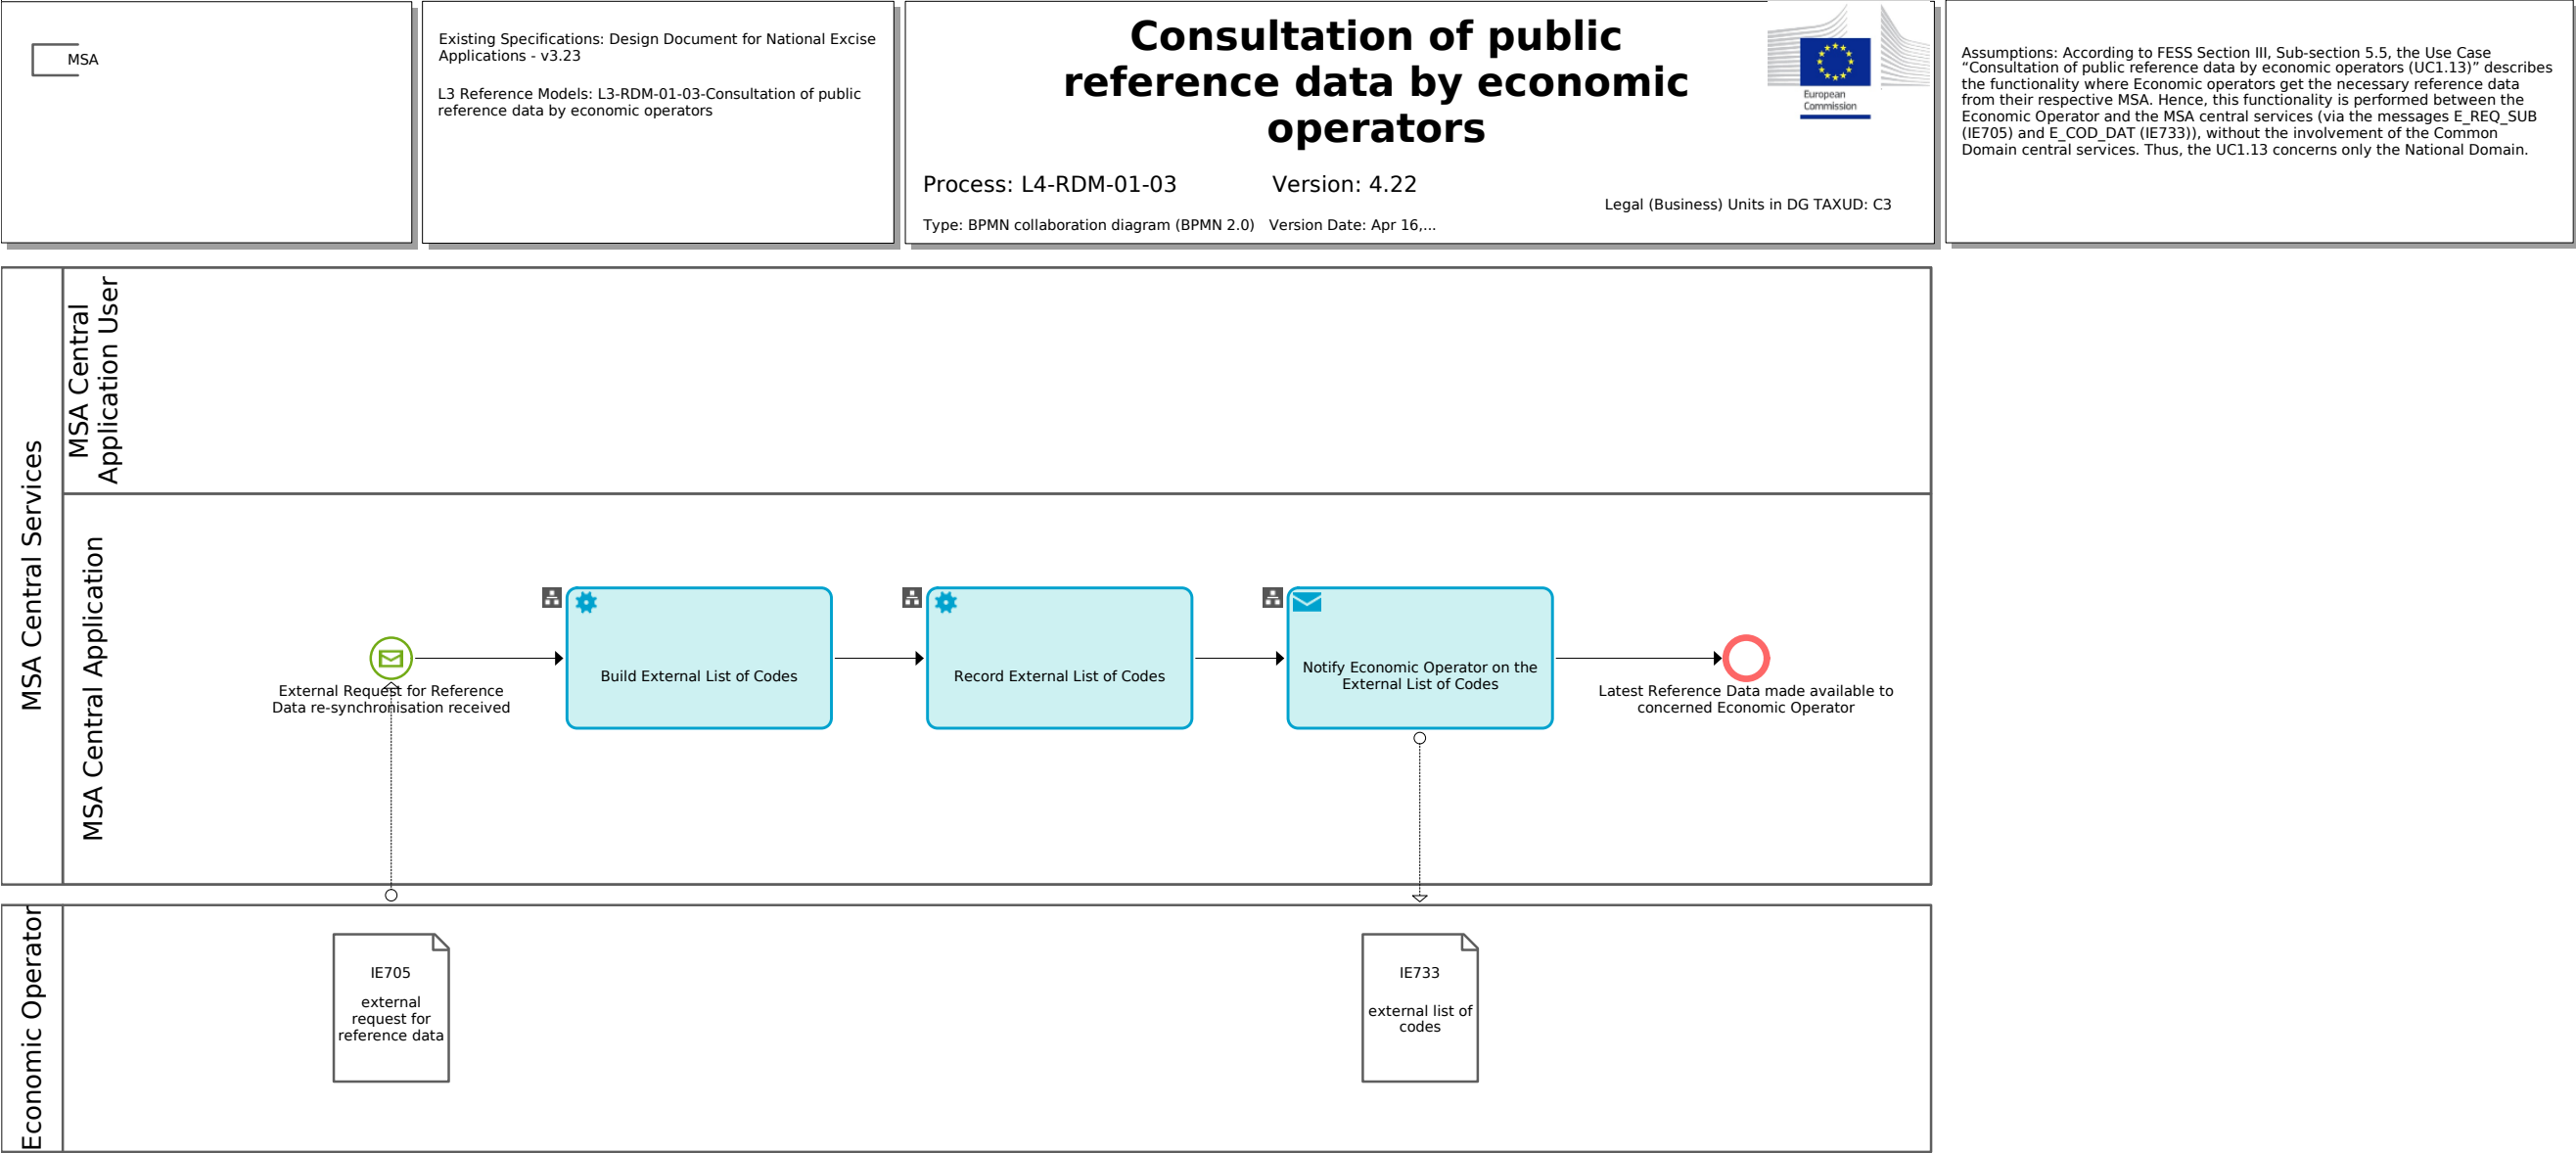 MSA
Existing Specifications: Design Document for National Excise
Applications - v3.23
L3 Reference Models: L3-RDM-01-03-Consultation of public
reference data by economic operators
Consultation of public
reference data by economic
operators
European
Commission
Process: L4-RDM-01-03
Version: 4.22
Legal (Business) Units in DG TAXUD: C3
Type: BPMN collaboration diagram (BPMN 2.0)
Version Date: Apr 16,...
Assumptions: According to FESS Section III, Sub-section 5.5, the Use Case
“Consultation of public reference data by economic operators (UC1.13)” describes
the functionality where Economic operators get the necessary reference data
from their respective MSA. Hence, this functionality is performed between the
Economic Operator and the MSA central services (via the messages E_REQ_SUB
(IE705) and E_COD_DAT (IE733)), without the involvement of the Common
Domain central services. Thus, the UC1.13 concerns only the National Domain.
MSA Central Services
MSA Central
Application User
MSA Central Application
External Request for Reference
Data re-synchronisation received
Build External List of Codes
Record External List of Codes
Notify Economic Operator on the
External List of Codes
Latest Reference Data made available to
concerned Economic Operator
Economic Operator
IE705
external
request for
reference data
IE733
external list of
codes